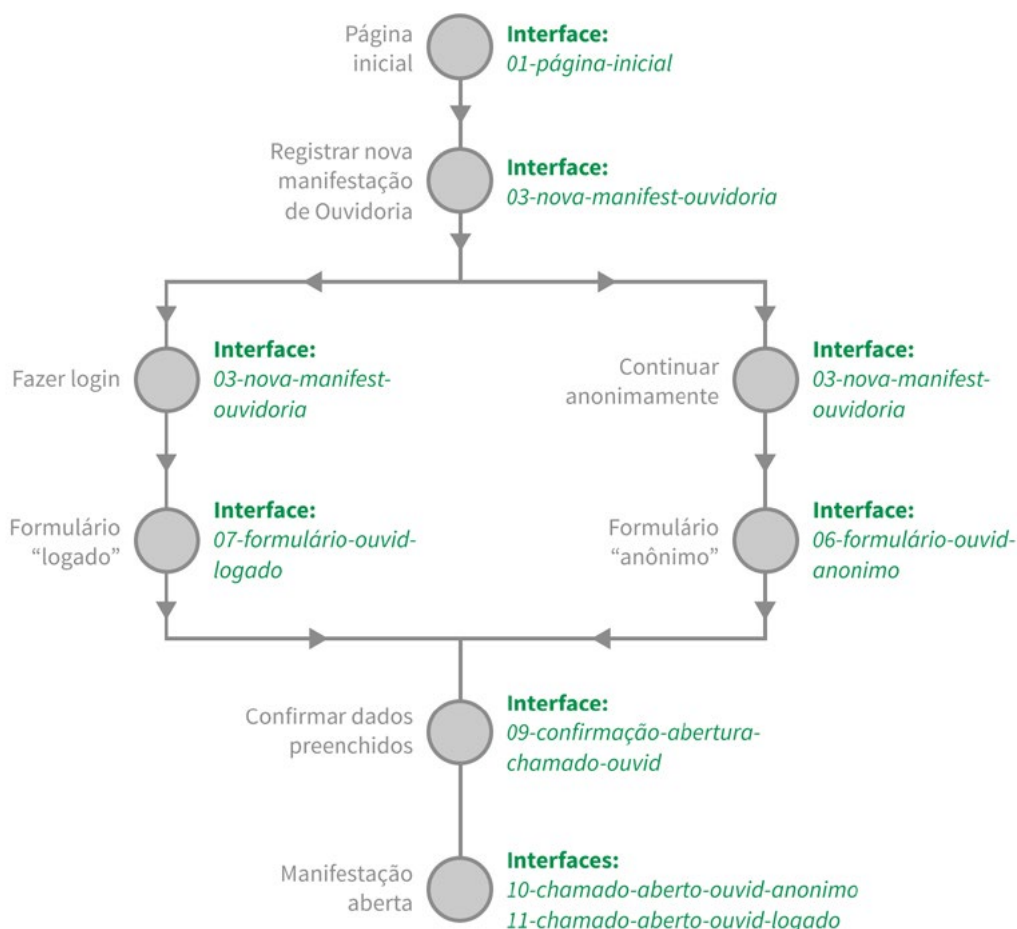 Página
inicial
Interface:
01-página-inicial
Registrar nova
manifestação
de Ouvidoria
Interface:
03-nova-manifest-ouvidoria
Fazer login
Interface:
03-nova-manifest-
ouvidoria
Continuar
anonimamente
Interface:
03-nova-manifest-
ouvidoria
Formulário
“logado”
Interface:
07-formulário-ouvid-
logado
Formulário
“anônimo”
Interface:
06-formulário-ouvid-
anonimo
Confirmar dados
preenchidos
Interface:
09-confirmação-abertura-
chamado-ouvid
Manifestação
aberta
Interfaces:
10-chamado-aberto-ouvid-anonimo
11-chamado-aberto-ouvid-logado